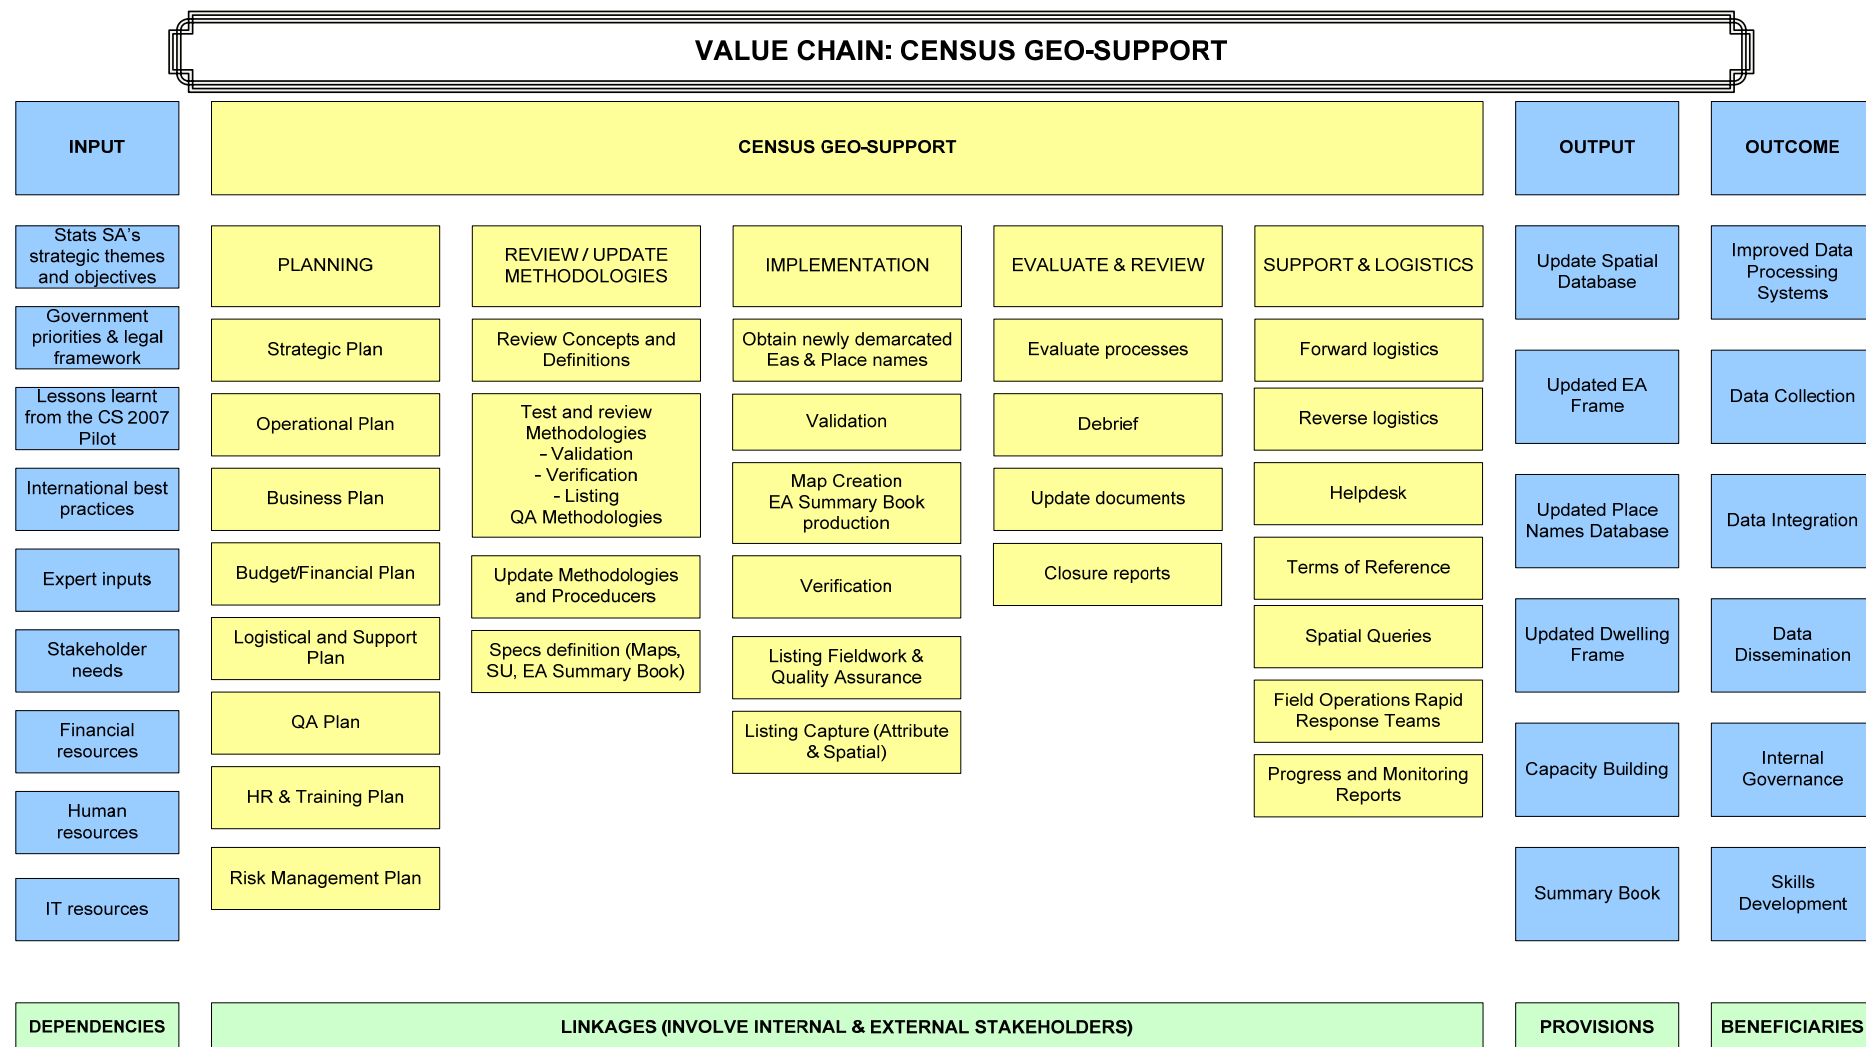 VALUE CHAIN: CENSUS GEO-SUPPORT
INPUT
CENSUS GEO-SUPPORT
OUTPUT
OUTCOME
Stats SA's
strategic themes
and objectives
Government
priorities & legal
framework
Lessons learnt
from the CS 2007
Pilot
International best
practices
Expert inputs
Stakeholder
needs
Financial
resources
Human
resources
IT resources
PLANNING
Strategic Plan
Operational Plan
Business Plan
Budget/Financial Plan
Logistical and Support
Plan
QA Plan
HR & Training Plan
Risk Management Plan
REVIEW / UPDATE
METHODOLOGIES
Review Concepts and
Definitions
Test and review
Methodologies
- Validation
- Verification
- Listing
QA Methodologies
Update Methodologies
and Proceducers
Specs definition (Maps,
SU, EA Summary Book)
IMPLEMENTATION
Obtain newly demarcated
Eas & Place names
Validation
Map Creation
EA Summary Book
production
Verification
Listing Fieldwork &
Quality Assurance
Listing Capture (Attribute
& Spatial)
EVALUATE & REVIEW
Evaluate processes
Debrief
Update documents
Closure reports
SUPPORT & LOGISTICS
Forward logistics
Reverse logistics
Helpdesk
Terms of Reference
Spatial Queries
Field Operations Rapid
Response Teams
Progress and Monitoring
Reports
Update Spatial
Database
Updated EA
Frame
Updated Place
Names Database
Updated Dwelling
Frame
Capacity Building
Summary Book
Improved Data
Processing
Systems
Data Collection
Data Integration
Data
Dissemination
Internal
Governance
Skills
Development
DEPENDENCIES
LINKAGES (INVOLVE INTERNAL & EXTERNAL STAKEHOLDERS)
PROVISIONS
BENEFICIARIES